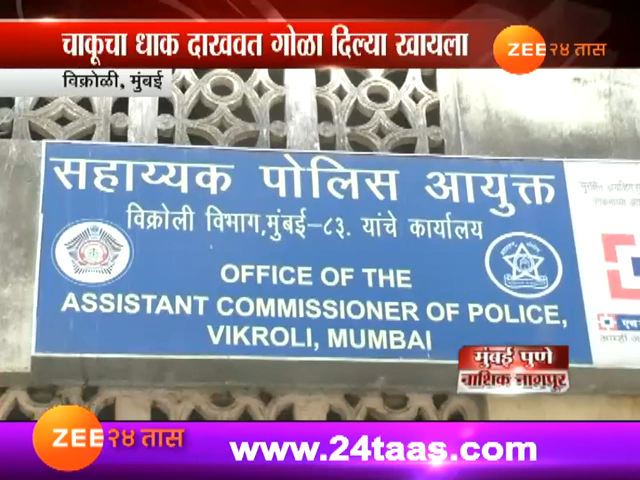 चाकूचा धाक दाखवत गोळा दिल्या खायला
ZEE २४ तास
विक्रोळी, मुंबई
सहाय्यक पोलिस आयुक्त
विक्रोली विभाग,मुंबई-८३. यांचे कार्यालय
OFFICE OF THE
ASSISTANT COMMISSIONER OF POLICE,
VIKROLI, MUMBAI
मुंबई पुणे
नाशिक नागपूर
ZEE २४ तास
www.24taas.com